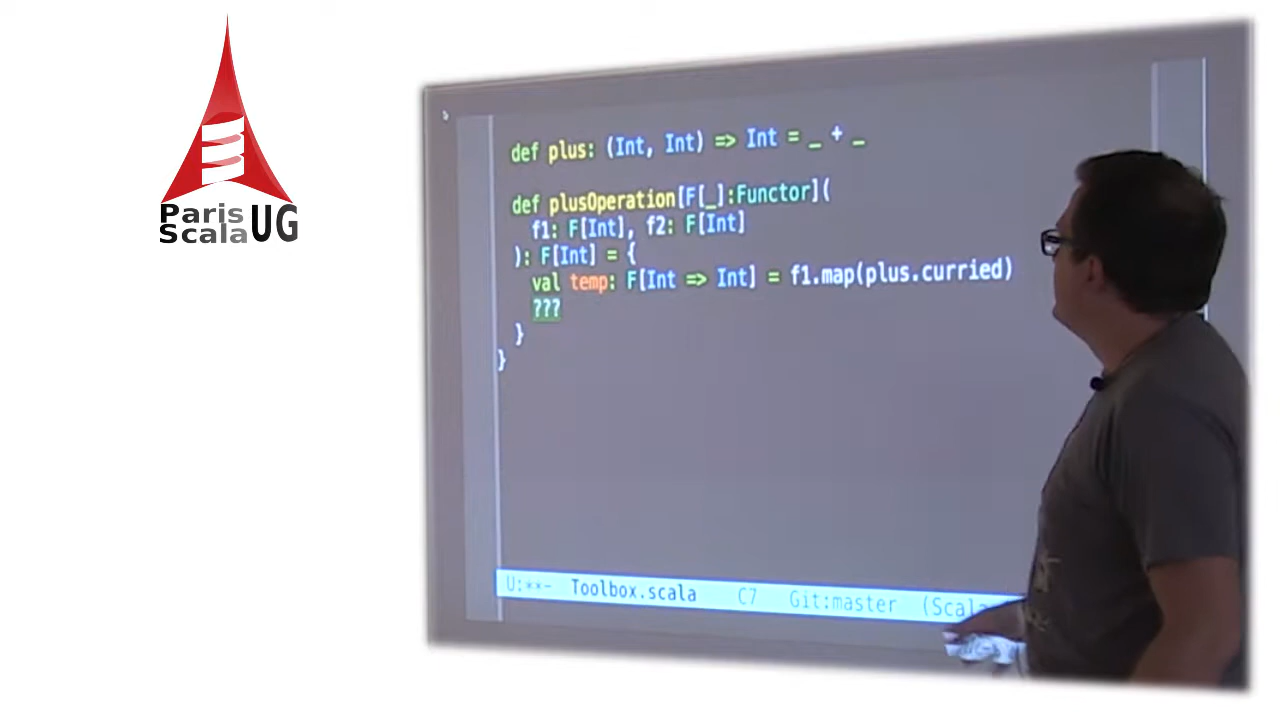 Paris
Scala UG
def plus: (Int, Int) => Int = _ + _
def plusOperation[F[_]:Functor](
f1: F[Int], f2: F[Int]
): F[Int] = {
val temp: F[Int => Int] = f1.map(plus.curried)
???
}
}
U:**- Toolbox.scala C7 Git:master (Scala